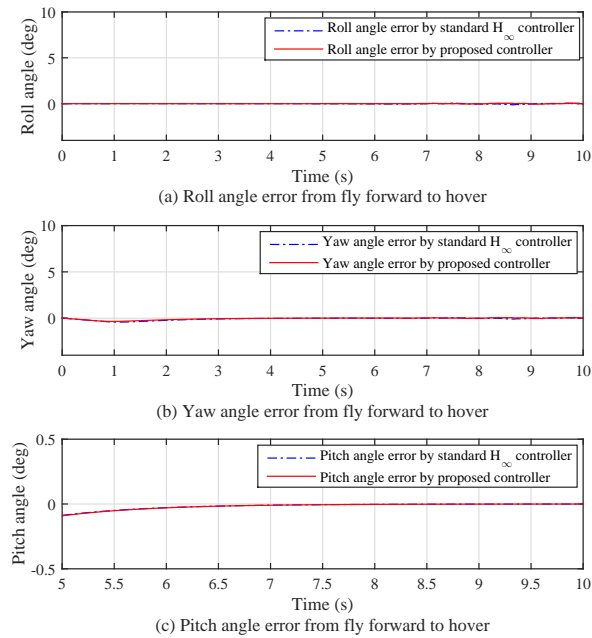 10
5
0
Roll angle (deg)
Roll angle error by standard H∞ controller
Roll angle error by proposed controller
0 1 2 3 4 5 6 7 8 9 10
Time (s)
(a) Roll angle error from fly forward to hover
10
5
0
Yaw angle (deg)
Yaw angle error by standard H∞ controller
Yaw angle error by proposed controller
0 1 2 3 4 5 6 7 8 9 10
Time (s)
(b) Yaw angle error from fly forward to hover
0.5
0
-0.5
Pitch angle (deg)
Pitch angle error by standard H∞ controller
Pitch angle error by proposed controller
5 5.5 6 6.5 7 7.5 8 8.5 9 9.5 10
Time (s)
(c) Pitch angle error from fly forward to hover